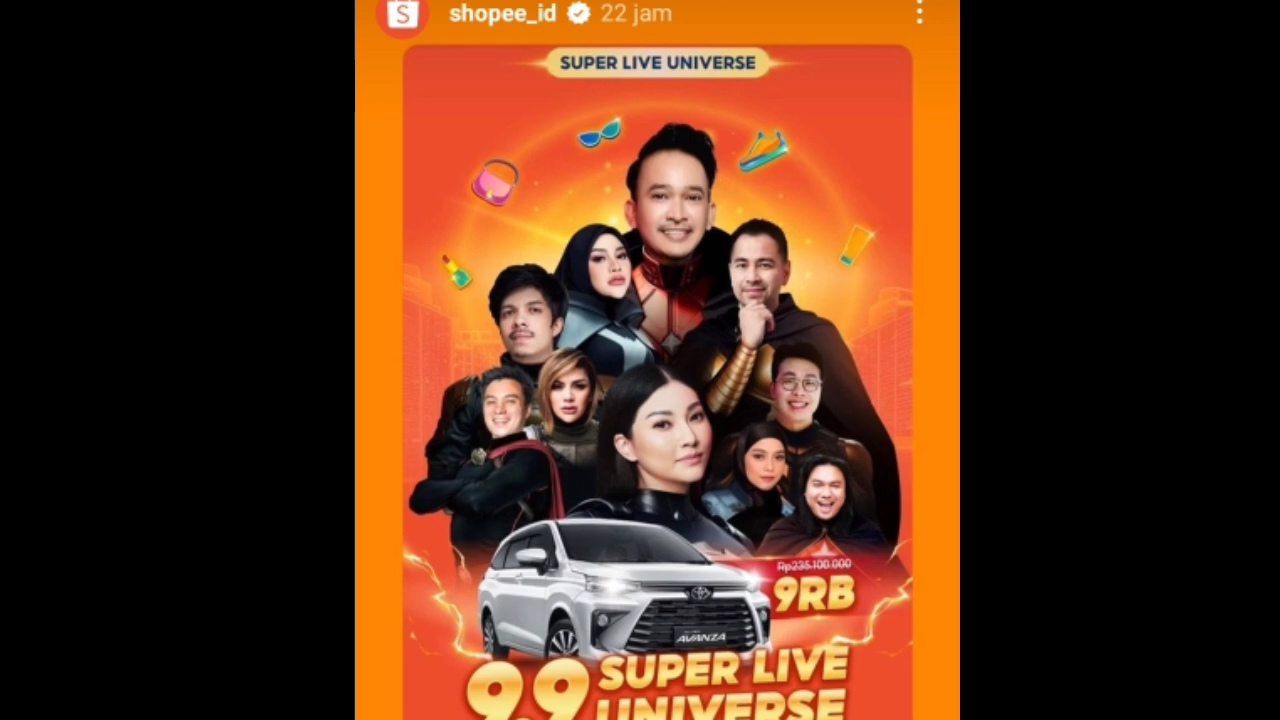 S
shopee_id 22 jam
SUPER LIVE UNIVERSE
Rp235.100.000
9RB
AVANZA
9.9 SUPER LIVE
UNIVERSE